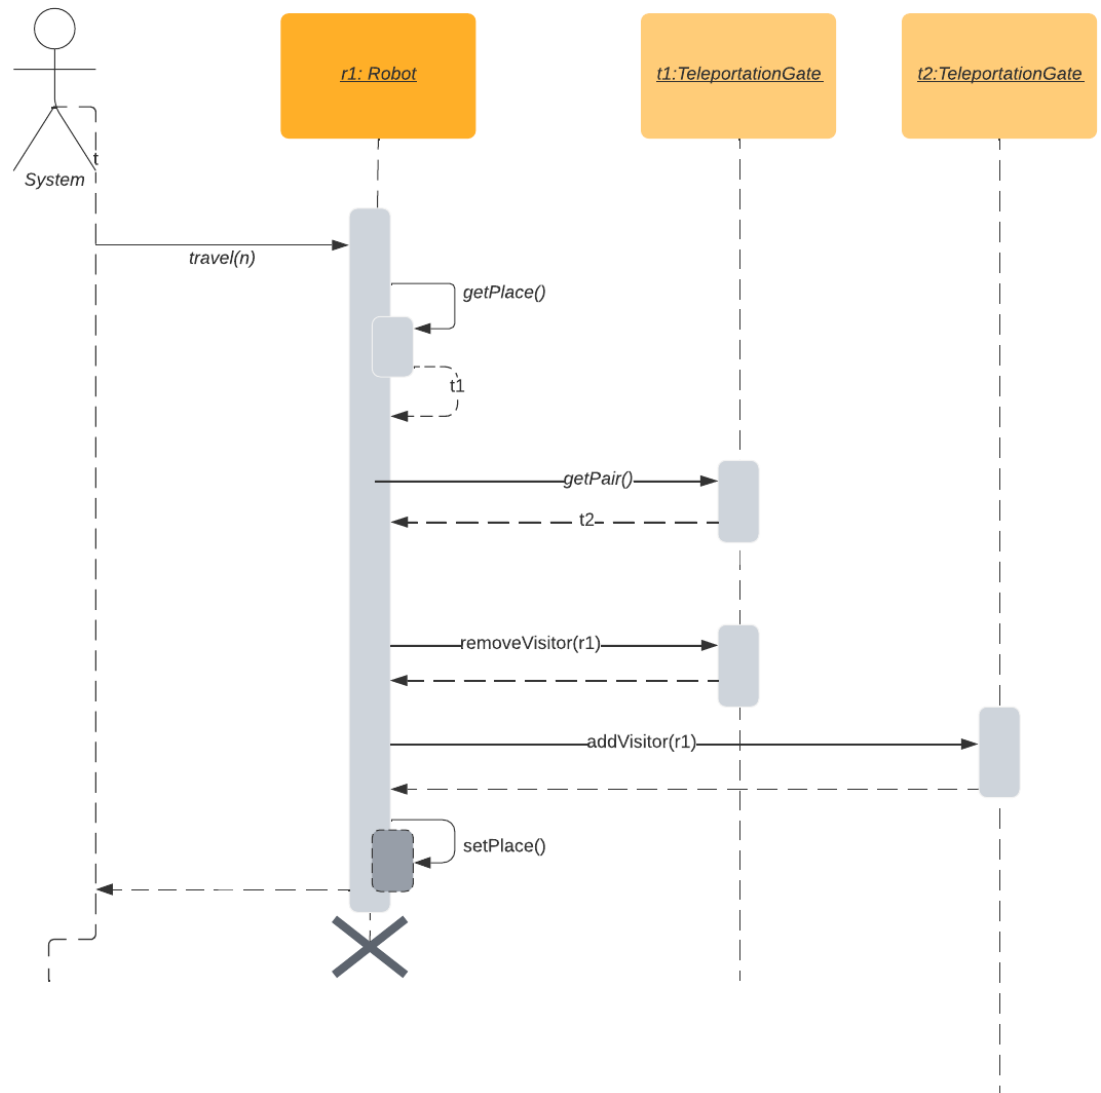 r1: Robot
t1:TeleportationGate
t2:TeleportationGate
t
System
travel(n)
getPlace()
t1
getPair()
t2
removeVisitor(r1)
addVisitor(r1)
setPlace()